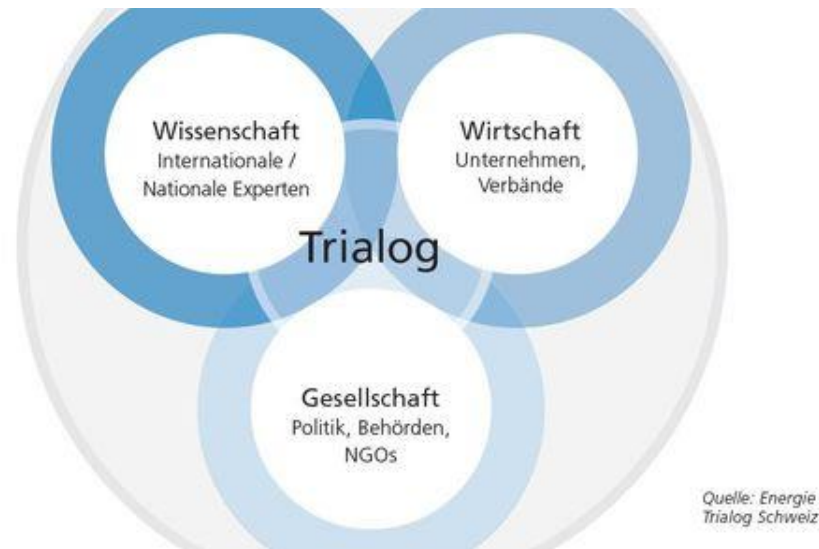 Wissenschaft
Internationale /
Nationale Experten
Wirtschaft
Unternehmen,
Verbände
Trialog
Gesellschaft
Politik, Behörden,
NGOs
Quelle: Energie
Trialog Schweiz